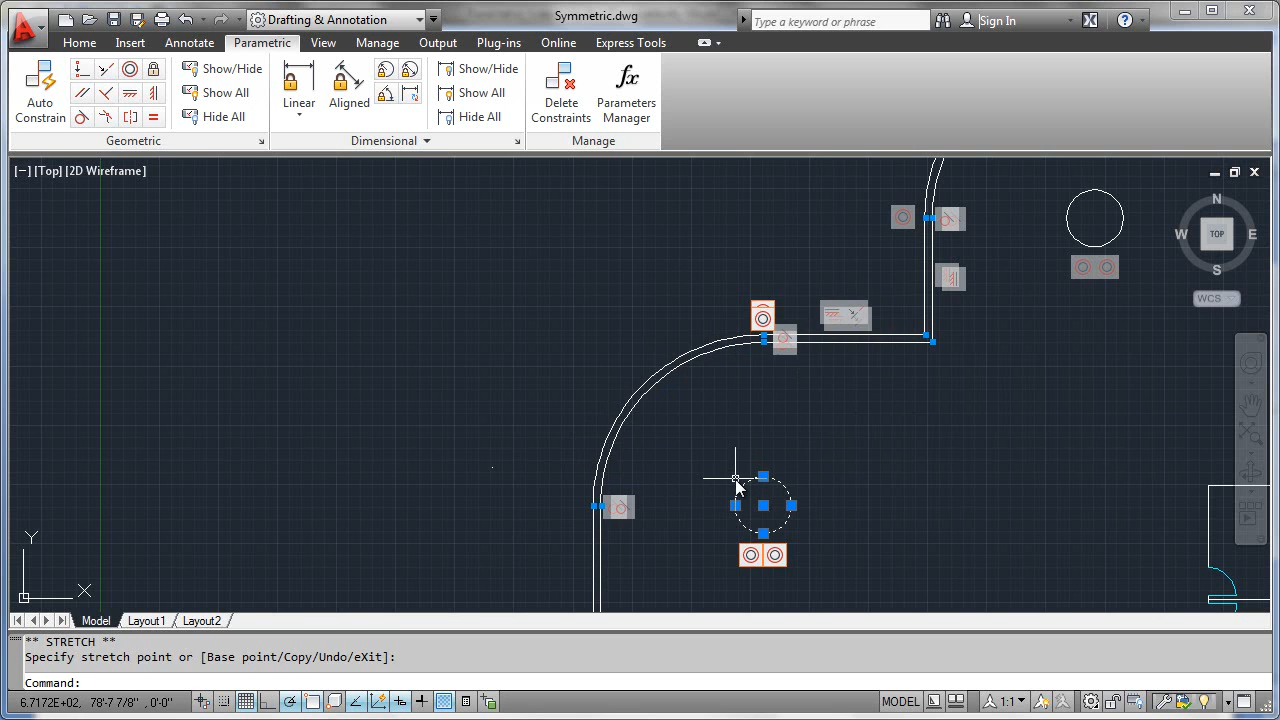 Drafting & Annotation
Symmetric.dwg
Type a keyword or phrase
Sign In
Home Insert Annotate Parametric View Manage Output Plug-ins Online Express Tools
Auto Constrain
Show/Hide
Show All
Hide All
Linear
Aligned
Show/Hide
Show All
Hide All
Delete Constraints
fx
Parameters Manager
Geometric
Dimensional
Manage
[−] [Top] [2D Wireframe]
N
W TOP E
S
WCS
Y
X
Model Layout1 Layout2
** STRETCH **
Specify stretch point or [Base point/Copy/Undo/eXit]:
Command:
6.7172E+02, 78'-7 7/8" , 0'-0"
MODEL
1:1